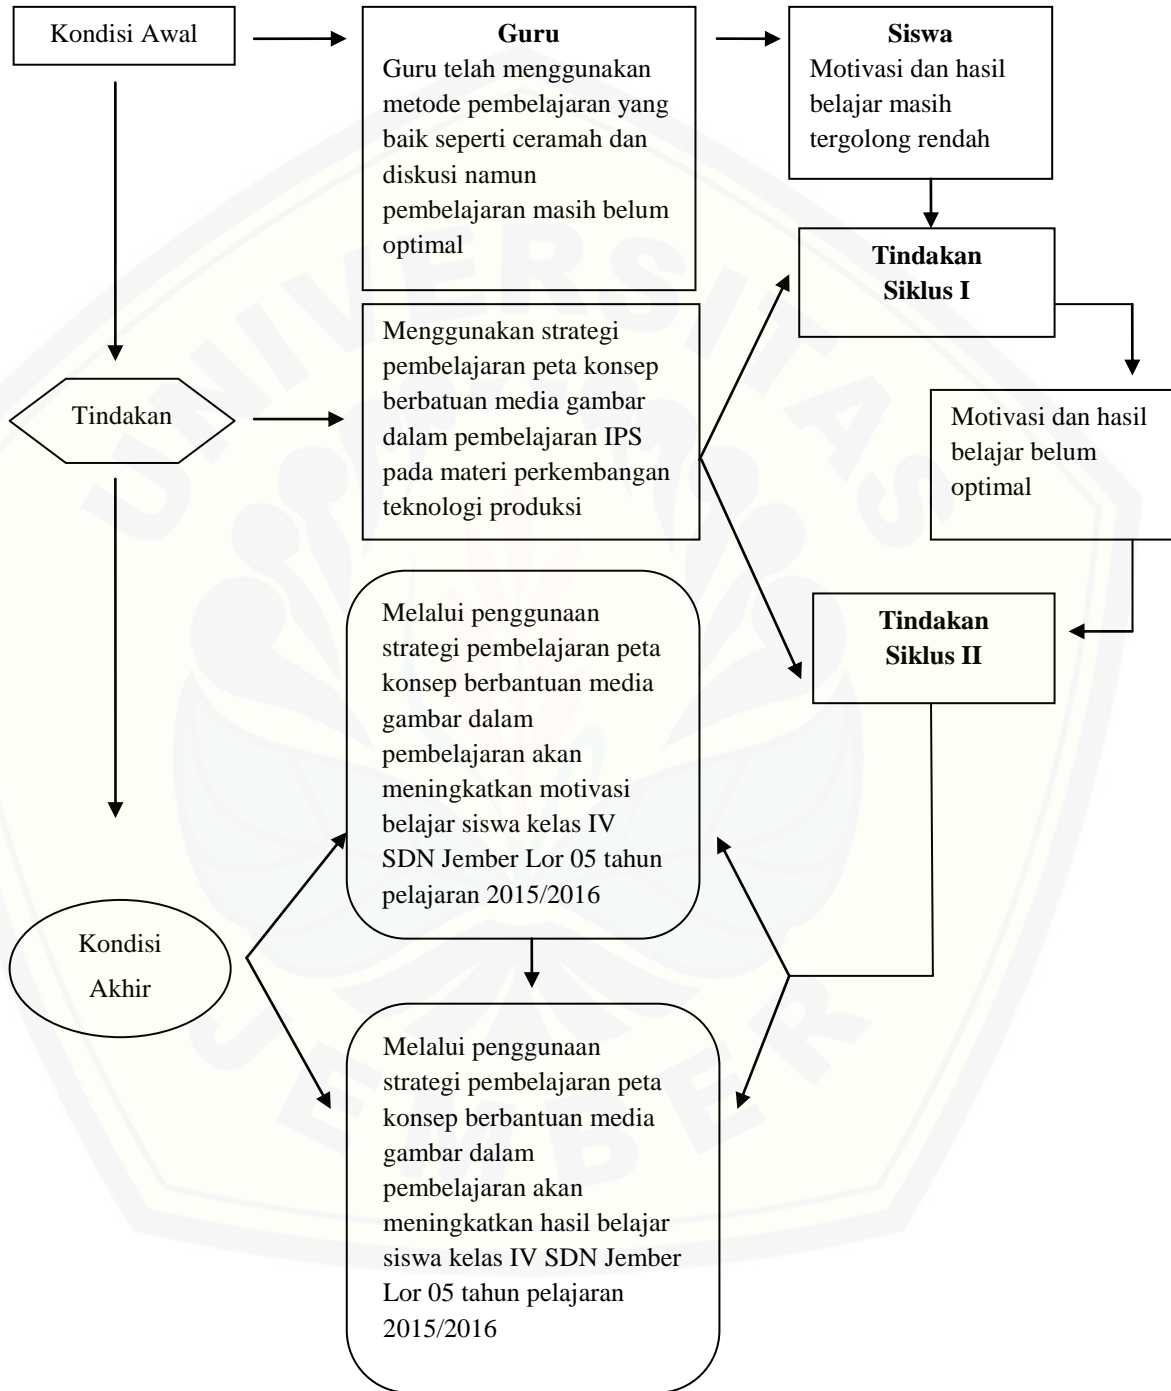 Kondisi Awal
Guru
Guru telah menggunakan
metode pembelajaran yang
baik seperti ceramah dan
diskusi namun
pembelajaran masih belum
optimal
Siswa
Motivasi dan hasil
belajar masih
tergolong rendah
Tindakan
Siklus I
Tindakan
Menggunakan strategi
pembelajaran peta konsep
berbatuan media gambar
dalam pembelajaran IPS
pada materi perkembangan
teknologi produksi
Motivasi dan hasil
belajar belum
optimal
Tindakan
Siklus II
Melalui penggunaan
strategi pembelajaran peta
konsep berbantuan media
gambar dalam
pembelajaran akan
meningkatkan motivasi
belajar siswa kelas IV
SDN Jember Lor 05 tahun
pelajaran 2015/2016
Kondisi
Akhir
Melalui penggunaan
strategi pembelajaran peta
konsep berbantuan media
gambar dalam
pembelajaran akan
meningkatkan hasil belajar
siswa kelas IV SDN Jember
Lor 05 tahun pelajaran
2015/2016
UNIVERSITAS
JEMBER